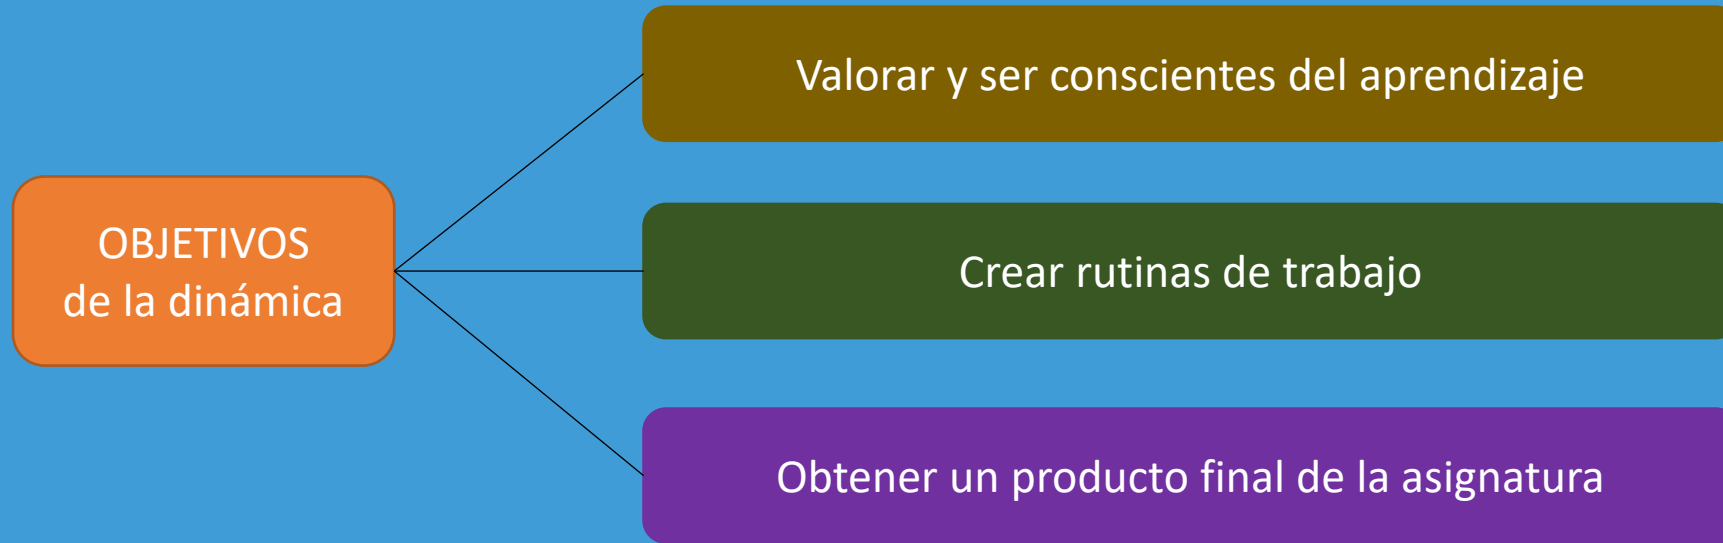 Valorar y ser conscientes del aprendizaje
OBJETIVOS
de la dinámica
Crear rutinas de trabajo
Obtener un producto final de la asignatura